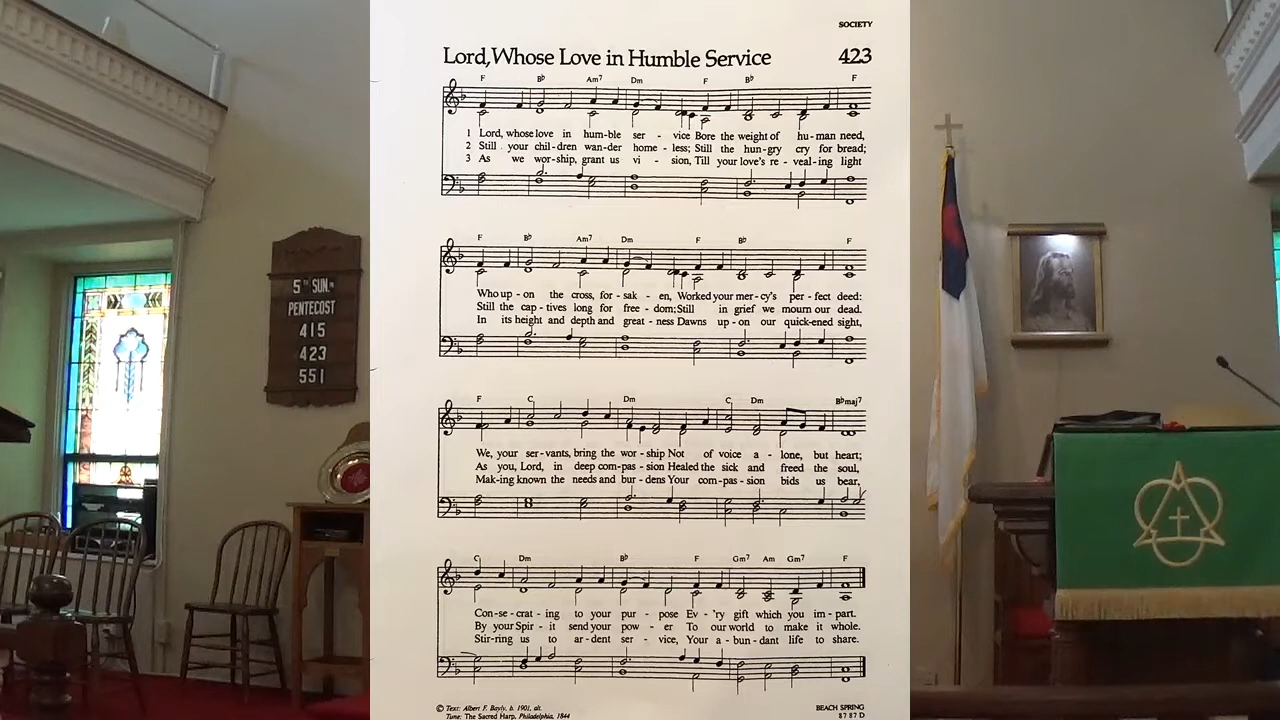 5TH SUN.
PENTECOST
415
423
551
SOCIETY
Lord, Whose Love in Humble Service 423
F Bb Am7 Dm F Bb F
1 Lord, whose love in hum-ble ser - vice Bore the weight of hu-man need,
2 Still your chil-dren wan-der home - less; Still the hun-gry cry for bread;
3 As we wor-ship, grant us vi - sion, Till your love's re - veal-ing light
F Bb Am7 Dm F Bb F
Who up - on the cross, for - sak - en, Worked your mer-cy's per - fect deed:
Still the cap - tives long for free - dom; Still in grief we mourn our dead.
In its height and depth and great - ness Dawns up - on our quick-ened sight,
F C Dm C Dm Bbmaj7
We, your ser-vants, bring the wor - ship Not of voice a - lone, but heart;
As you, Lord, in deep com-pas - sion Healed the sick and freed the soul,
Mak-ing known the needs and bur - dens Your com-pas - sion bids us bear,
C Dm Bb F Gm7 Am Gm7 F
Con-se-crat - ing to your pur - pose Ev - 'ry gift which you im - part.
By your Spir - it send your pow - er To our world to make it whole.
Stir-ring us to ar-dent ser - vice, Your a - bun - dant life to share.
© Text: Albert F. Bayly, b. 1901, alt.
Tune: The Sacred Harp, Philadelphia, 1844
BEACH SPRING
87 87 D